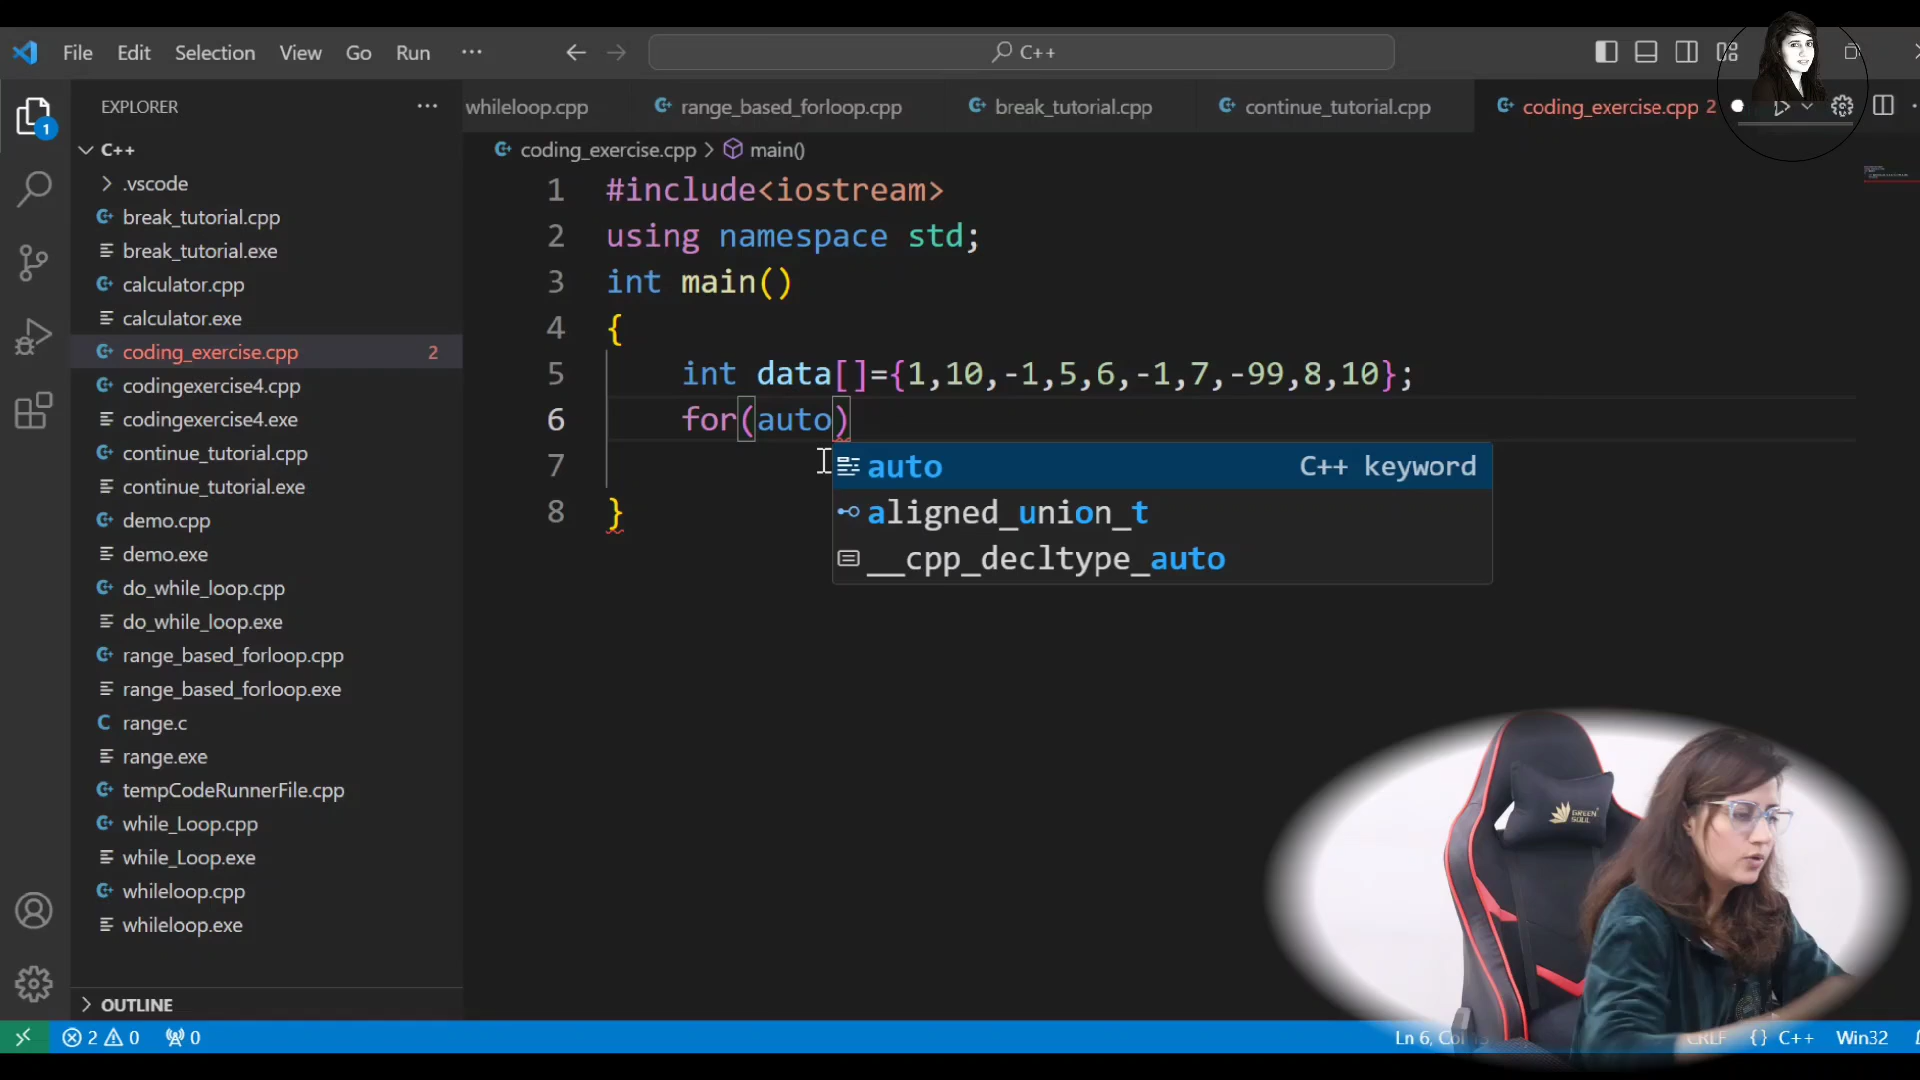 File Edit Selection View Go Run ··· C++
EXPLORER ···
whileloop.cpp range_based_forloop.cpp break_tutorial.cpp continue_tutorial.cpp coding_exercise.cpp 2
coding_exercise.cpp > main()
1
C++
.vscode
break_tutorial.cpp
break_tutorial.exe
calculator.cpp
calculator.exe
coding_exercise.cpp 2
codingexercise4.cpp
codingexercise4.exe
continue_tutorial.cpp
continue_tutorial.exe
demo.cpp
demo.exe
do_while_loop.cpp
do_while_loop.exe
range_based_forloop.cpp
range_based_forloop.exe
C range.c
range.exe
tempCodeRunnerFile.cpp
while_Loop.cpp
while_Loop.exe
whileloop.cpp
whileloop.exe
OUTLINE
1 #include<iostream>
2 using namespace std;
3 int main()
4 {
5 int data[]={1,10,-1,5,6,-1,7,-99,8,10};
6 for(auto)
7
8 }
auto C++ keyword
aligned_union_t
__cpp_decltype_auto
GREEN SOUL
2 0 0 Ln 6, CRLF {} C++ Win32